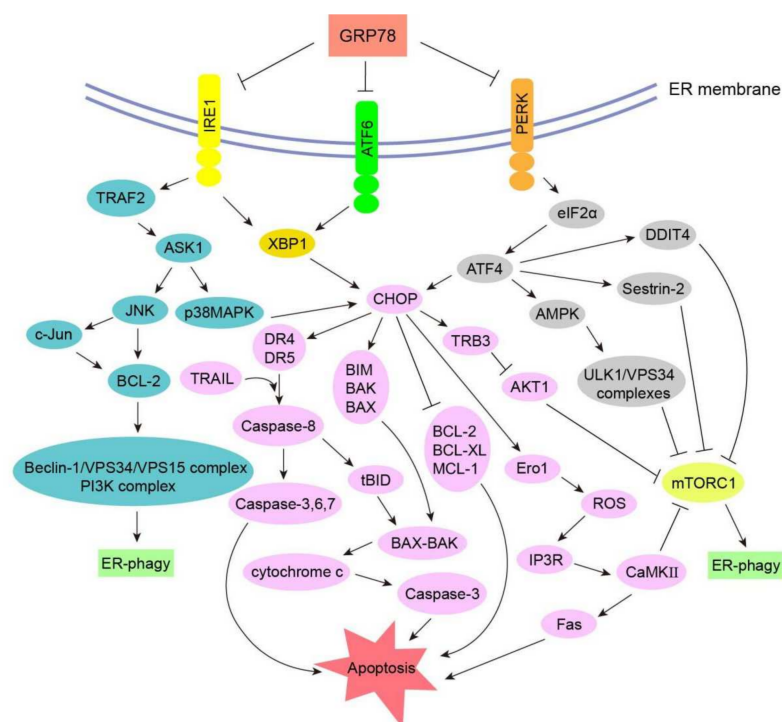 GRP78
ER membrane
IRE1
ATF6
PERK
TRAF2
eIF2α
ASK1
XBP1
ATF4
DDIT4
JNK
p38MAPK
CHOP
Sestrin-2
c-Jun
AMPK
DR4
DR5
TRB3
BCL-2
TRAIL
BIM
BAK
BAX
AKT1
ULK1/VPS34
complexes
Caspase-8
BCL-2
BCL-XL
MCL-1
Beclin-1/VPS34/VPS15 complex
PI3K complex
tBID
Ero1
mTORC1
Caspase-3,6,7
ROS
BAX-BAK
ER-phagy
cytochrome c
IP3R
CaMKII
ER-phagy
Caspase-3
Fas
Apoptosis